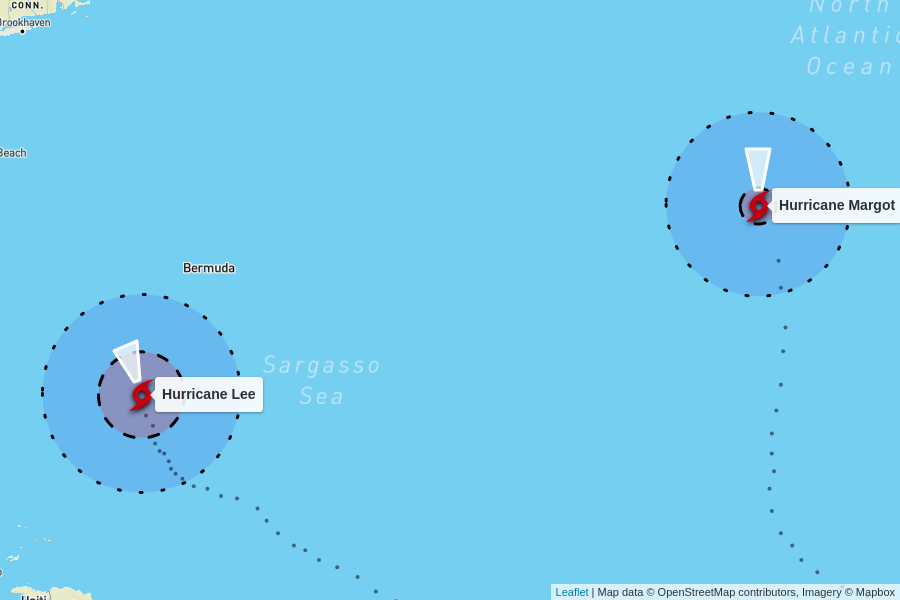 CONN.
Brookhaven
North
Atlantic
Ocean
Beach
Hurricane Margot
Bermuda
Sargasso
Sea
Hurricane Lee
Haiti
Leaflet | Map data © OpenStreetMap contributors, Imagery © Mapbox